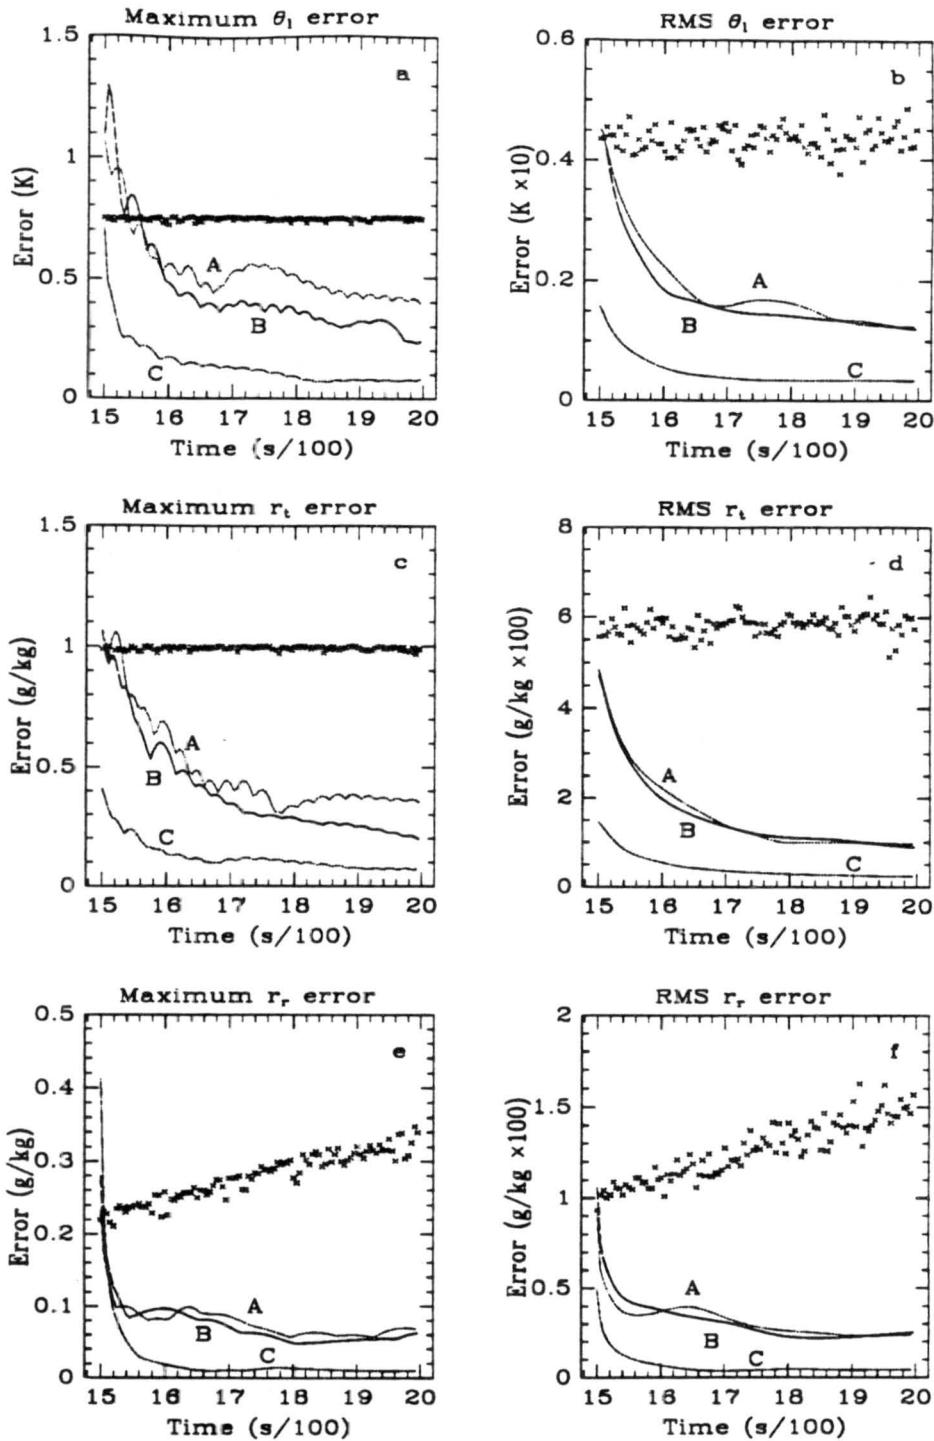 Maximum θ₁ error
1.5
1
0.5
0
Error (K)
a
A
B
C
15 16 17 18 19 20
Time (s/100)
RMS θ₁ error
0.6
0.4
0.2
0
Error (K ×10)
b
A
B
C
15 16 17 18 19 20
Time (s/100)
Maximum rₜ error
1.5
1
0.5
0
Error (g/kg)
c
A
B
C
15 16 17 18 19 20
Time (s/100)
RMS rₜ error
8
6
4
2
0
Error (g/kg ×100)
d
A
B
C
15 16 17 18 19 20
Time (s/100)
Maximum rᵣ error
0.5
0.4
0.3
0.2
0.1
0
Error (g/kg)
e
A
B
C
15 16 17 18 19 20
Time (s/100)
RMS rᵣ error
2
1.5
1
0.5
0
Error (g/kg ×100)
f
A
B
C
15 16 17 18 19 20
Time (s/100)